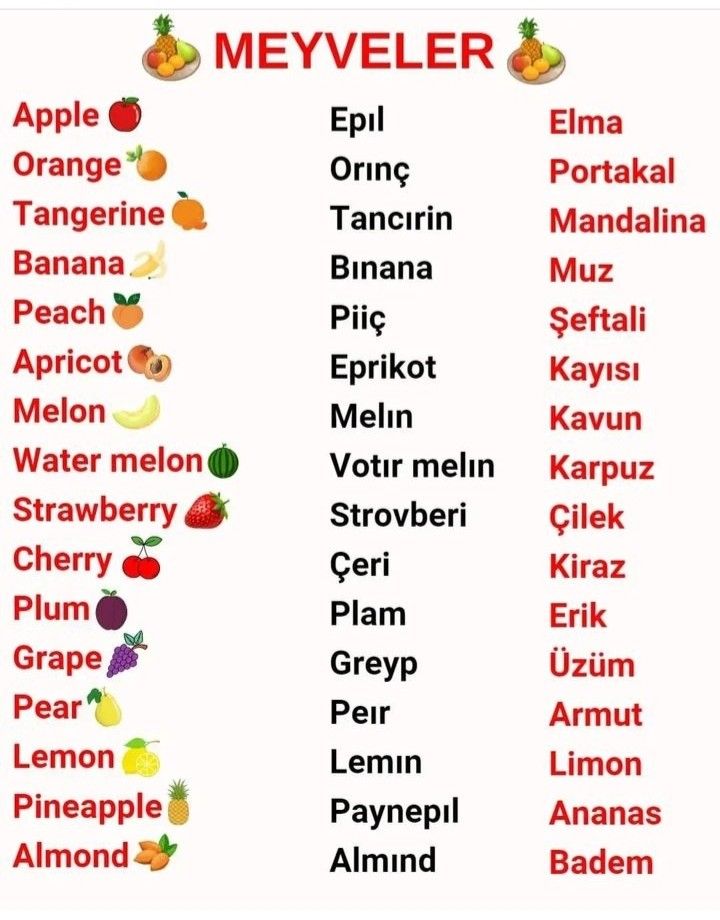 MEYVELER
Apple Epıl Elma
Orange Orınç Portakal
Tangerine Tancırin Mandalina
Banana Bınana Muz
Peach Piiç Şeftali
Apricot Eprikot Kayısı
Melon Melın Kavun
Water melon Votır melın Karpuz
Strawberry Strovberi Çilek
Cherry Çeri Kiraz
Plum Plam Erik
Grape Greyp Üzüm
Pear Peır Armut
Lemon Lemın Limon
Pineapple Paynepıl Ananas
Almond Almınd Badem